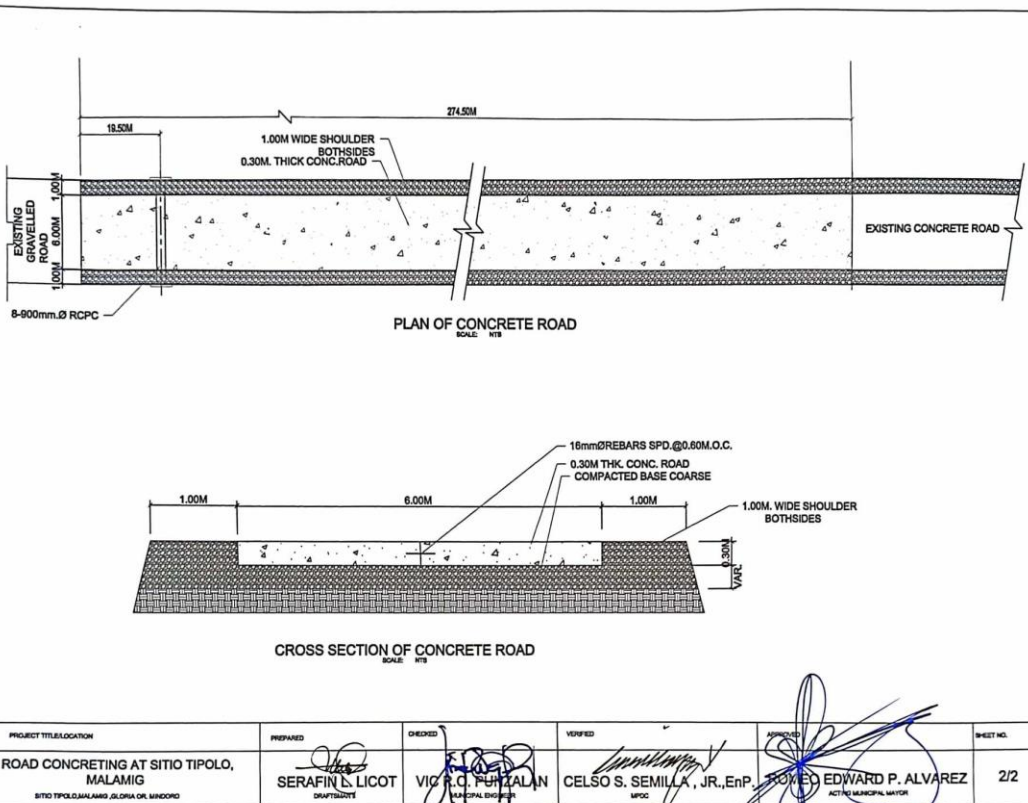 274.50M
19.50M
1.00M WIDE SHOULDER
BOTHSIDES
0.30M. THICK CONC.ROAD
EXISTING
GRAVELLED
ROAD
1.00M
6.00M
1.00M
EXISTING CONCRETE ROAD
8-900mm.Ø RCPC
PLAN OF CONCRETE ROAD
SCALE: NTS
16mmØREBARS SPD.@0.60M.O.C.
0.30M THK. CONC. ROAD
COMPACTED BASE COARSE
1.00M
6.00M
1.00M
1.00M. WIDE SHOULDER
BOTHSIDES
0.30M
VAR.
CROSS SECTION OF CONCRETE ROAD
SCALE: NTS
PROJECT TITLE/LOCATION
ROAD CONCRETING AT SITIO TIPOLO,
MALAMIG
SITIO TIPOLO,MALAMIG ,GLORIA OR. MINDORO
PREPARED
SERAFIN L. LICOT
DRAFTSMAN II
CHECKED
VIC R.C. PUNZALAN
MUNICIPAL ENGINEER
VERIFIED
CELSO S. SEMILLA , JR.,EnP.
MPDC
APPROVED
ROMEO EDWARD P. ALVAREZ
ACTING MUNICIPAL MAYOR
SHEET NO.
2/2